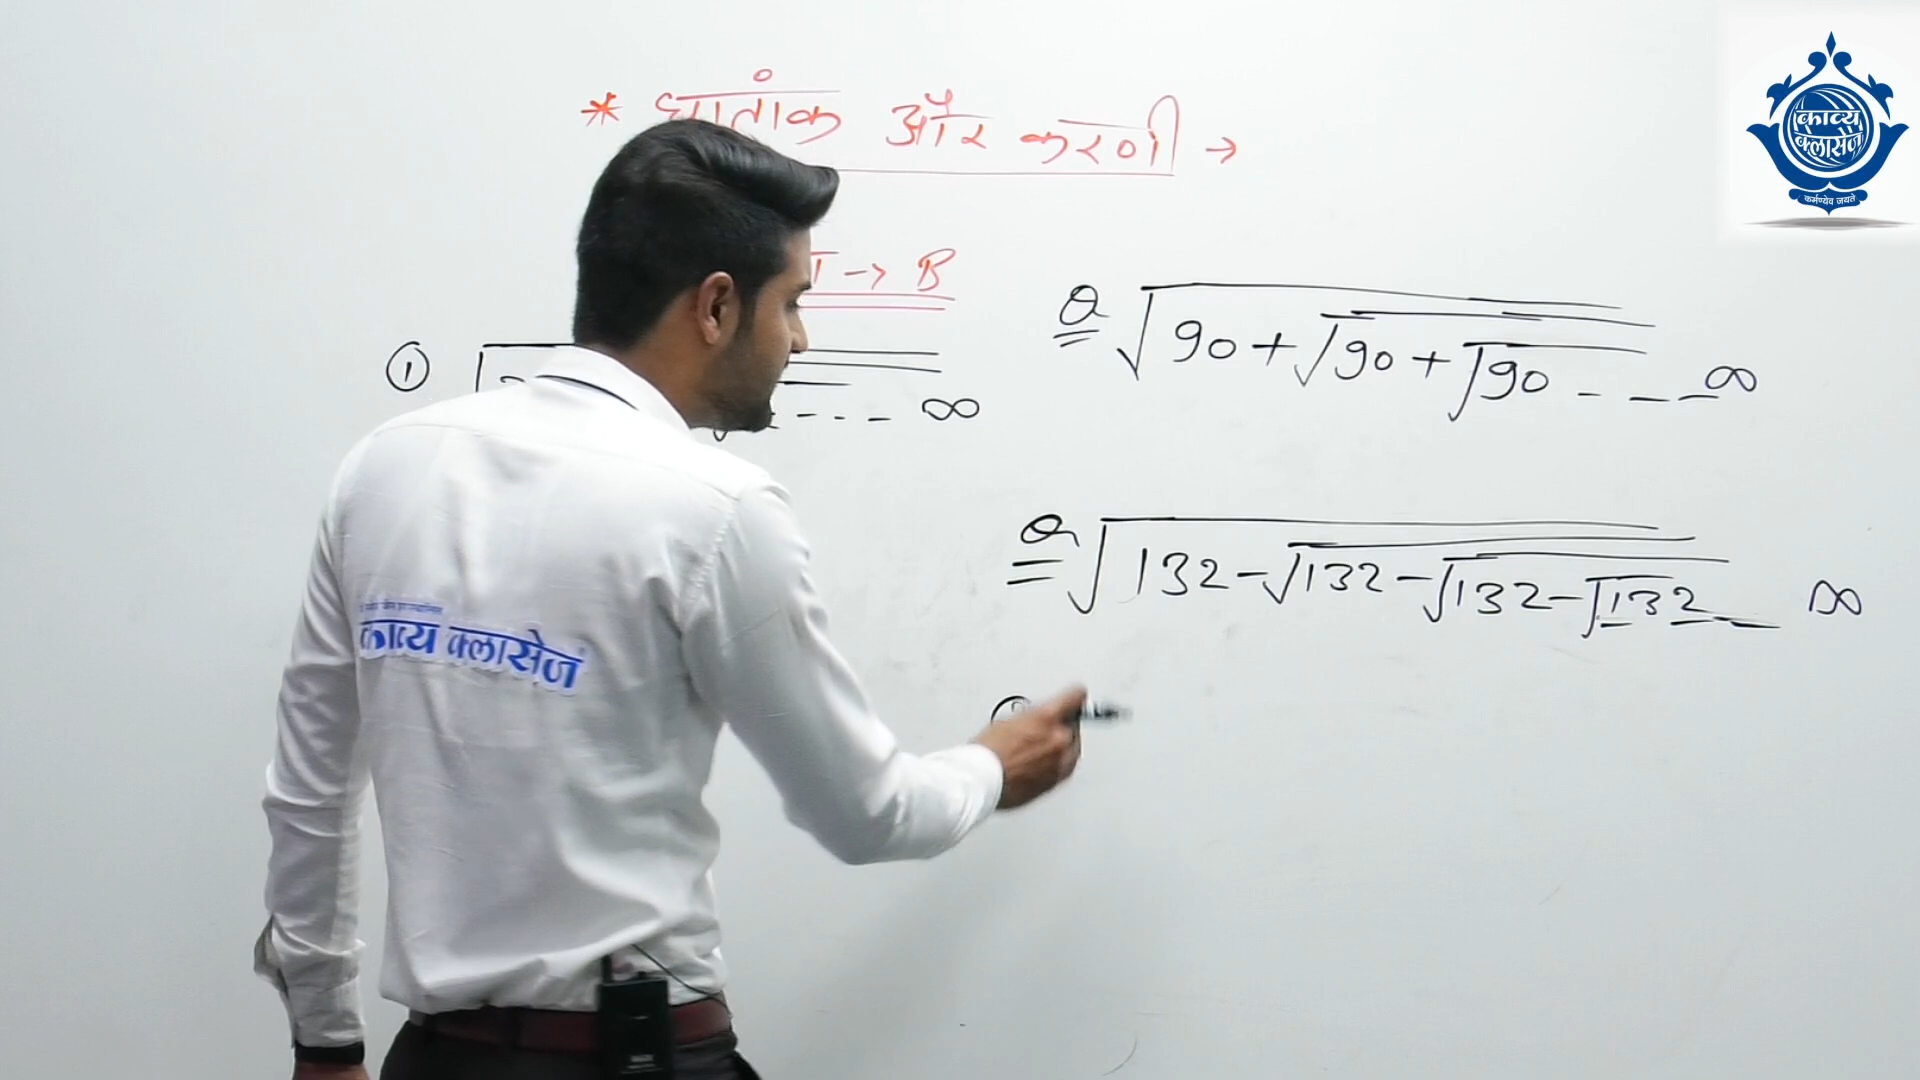 * घातांक और करणी →
→ B
① --- ∞
Q √90+√90+√90 --- ∞
Q √132-√132-√132-√132 -- ∞
काव्य क्लासेज
काव्य
क्लासेज
कर्मण्येव जयते